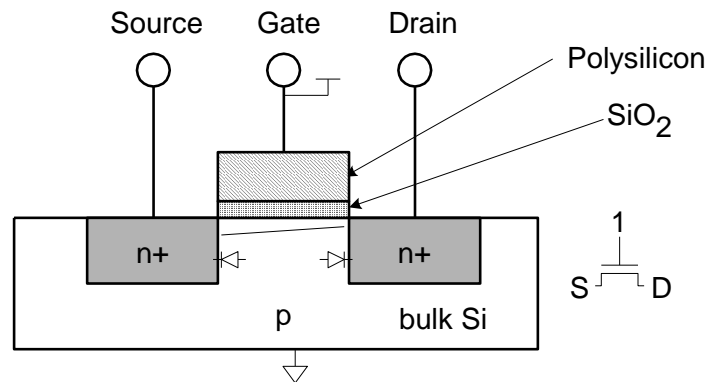 Source Gate Drain
Polysilicon
SiO₂
n+ n+
1
S D
p bulk Si